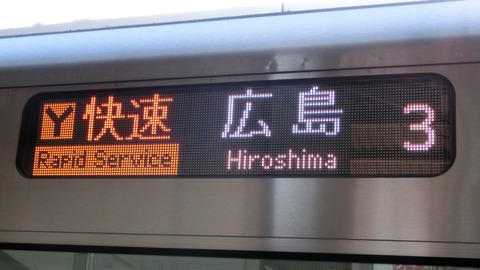 Y 快速 広島 3
Rapid Service Hiroshima